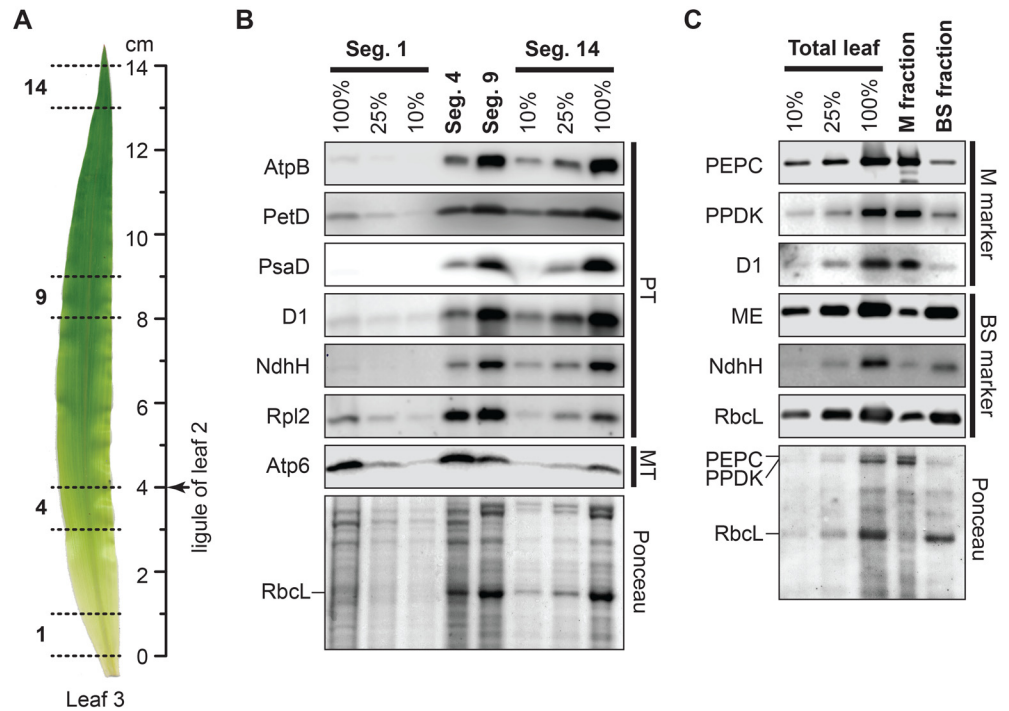 A
cm
14
14
12
10
9
8
6
4
4
2
1
0
ligule of leaf 2
Leaf 3
B
Seg. 1
Seg. 4
Seg. 9
Seg. 14
100%
25%
10%
10%
25%
100%
AtpB
PetD
PsaD
D1
NdhH
Rpl2
PT
Atp6
MT
RbcL
Ponceau
C
Total leaf
M fraction
BS fraction
10%
25%
100%
PEPC
PPDK
D1
M marker
ME
NdhH
RbcL
BS marker
PEPC
PPDK
RbcL
Ponceau